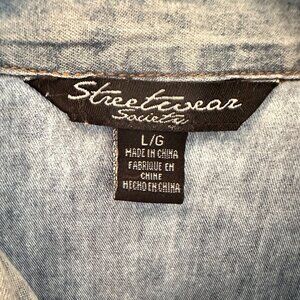 Streetwear
Society
L/G
MADE IN CHINA
FABRIQUE EN
CHINE
HECHO EN CHINA